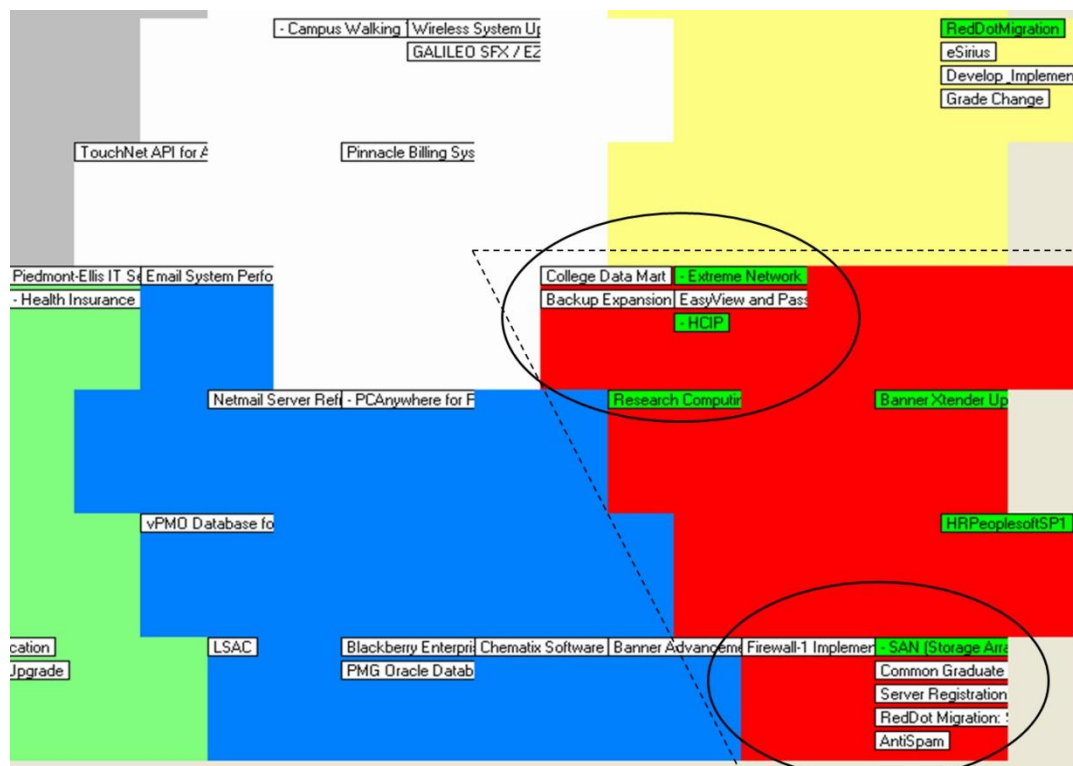 - Campus Walking
Wireless System Up
RedDotMigration
GALILEO SFX / EZ
eSirius
Develop_Implemen
Grade Change
TouchNet API for A
Pinnacle Billing Sys
Piedmont-Ellis IT Se
Email System Perfo
College Data Mart
- Extreme Network
- Health Insurance
Backup Expansion
EasyView and Pass
- HCIP
Netmail Server Refr
- PCAnywhere for F
Research Computin
Banner Xtender Up
vPMO Database fo
HRPeoplesoftSP1
cation
LSAC
Blackberry Enterpri
Chematix Software
Banner Advanceme
Firewall-1 Implemen
- SAN (Storage Arra
Upgrade
PMG Oracle Datab
Common Graduate
Server Registration
RedDot Migration:
AntiSpam